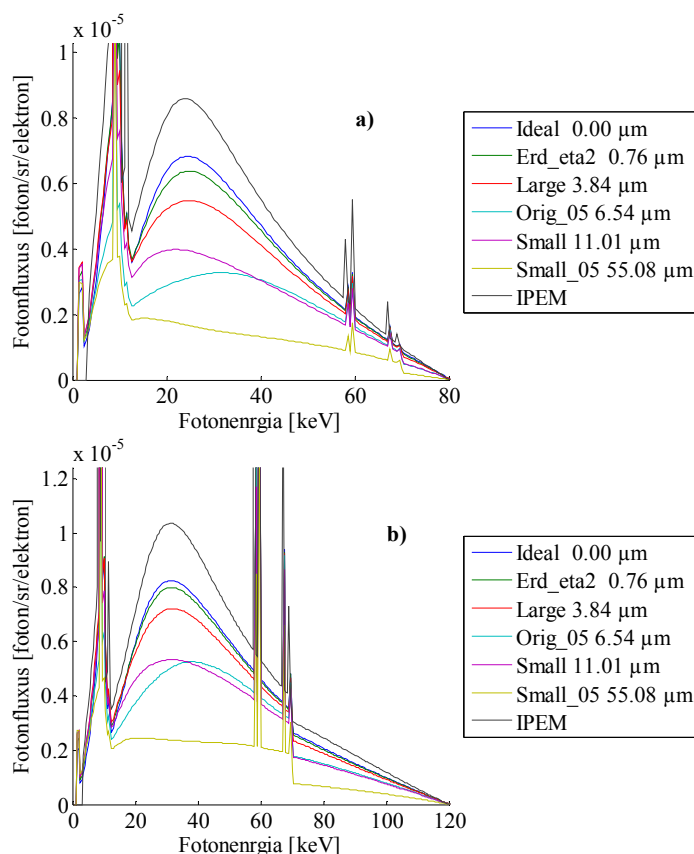 x 10⁻⁵
1
0.8
0.6
0.4
0.2
0
0 20 40 60 80
Fotonfluxus [foton/sr/elektron]
Fotonenrgia [keV]
a)
Ideal 0.00 µm
Erd_eta2 0.76 µm
Large 3.84 µm
Orig_05 6.54 µm
Small 11.01 µm
Small_05 55.08 µm
IPEM
x 10⁻⁵
1.2
1
0.8
0.6
0.4
0.2
0
0 20 40 60 80 100 120
Fotonfluxus [foton/sr/elektron]
Fotonenrgia [keV]
b)
Ideal 0.00 µm
Erd_eta2 0.76 µm
Large 3.84 µm
Orig_05 6.54 µm
Small 11.01 µm
Small_05 55.08 µm
IPEM